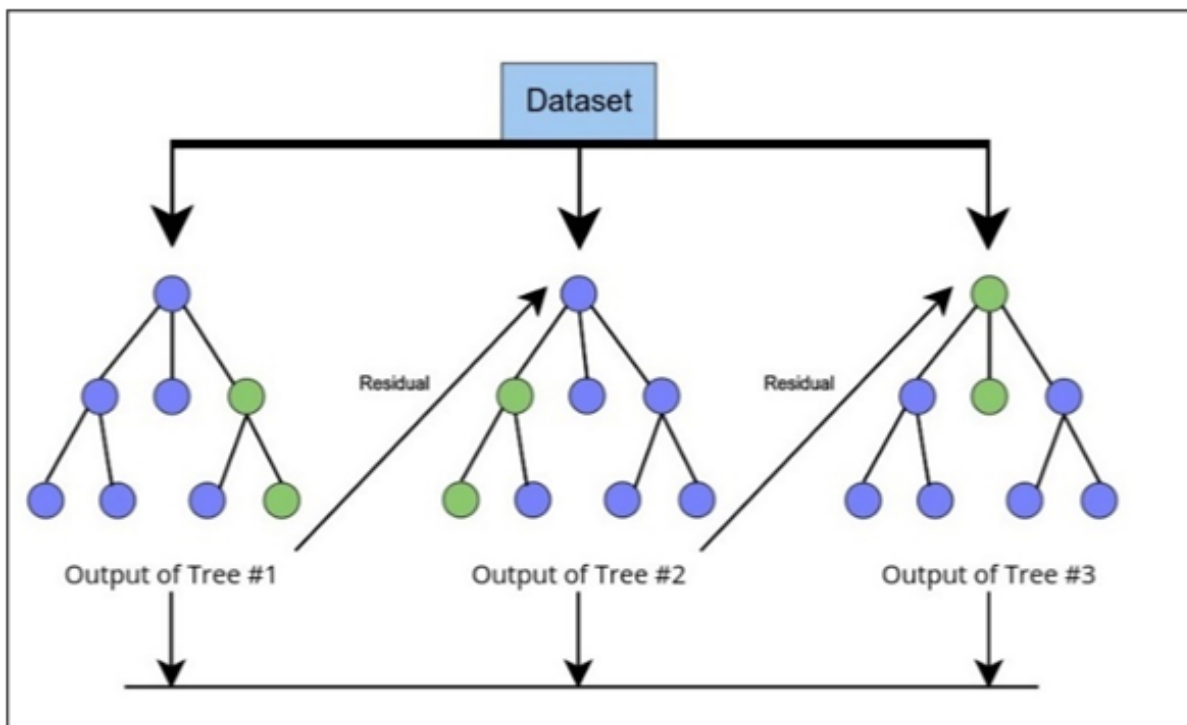 Dataset
Residual
Residual
Output of Tree #1
Output of Tree #2
Output of Tree #3